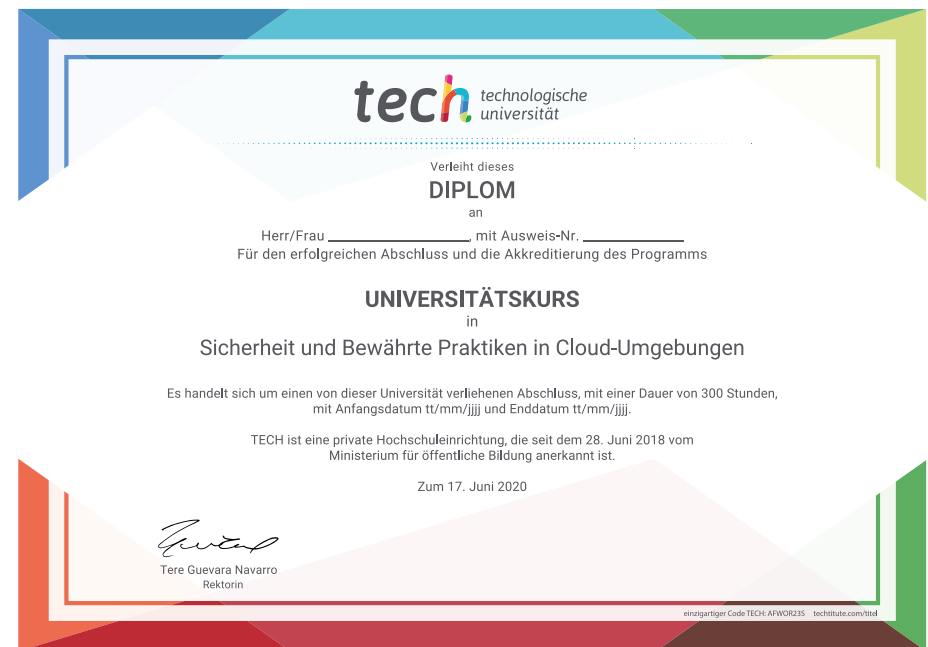 tech technologische
universität
Verleiht dieses
DIPLOM
an
Herr/Frau ____________________, mit Ausweis-Nr. ______________
Für den erfolgreichen Abschluss und die Akkreditierung des Programms
UNIVERSITÄTSKURS
in
Sicherheit und Bewährte Praktiken in Cloud-Umgebungen
Es handelt sich um einen von dieser Universität verliehenen Abschluss, mit einer Dauer von 300 Stunden,
mit Anfangsdatum tt/mm/jjjj und Enddatum tt/mm/jjjj.
TECH ist eine private Hochschuleinrichtung, die seit dem 28. Juni 2018 vom
Ministerium für öffentliche Bildung anerkannt ist.
Zum 17. Juni 2020
Tere Guevara Navarro
Rektorin
einzigartiger Code TECH: AFWOR23S techtitute.com/titel